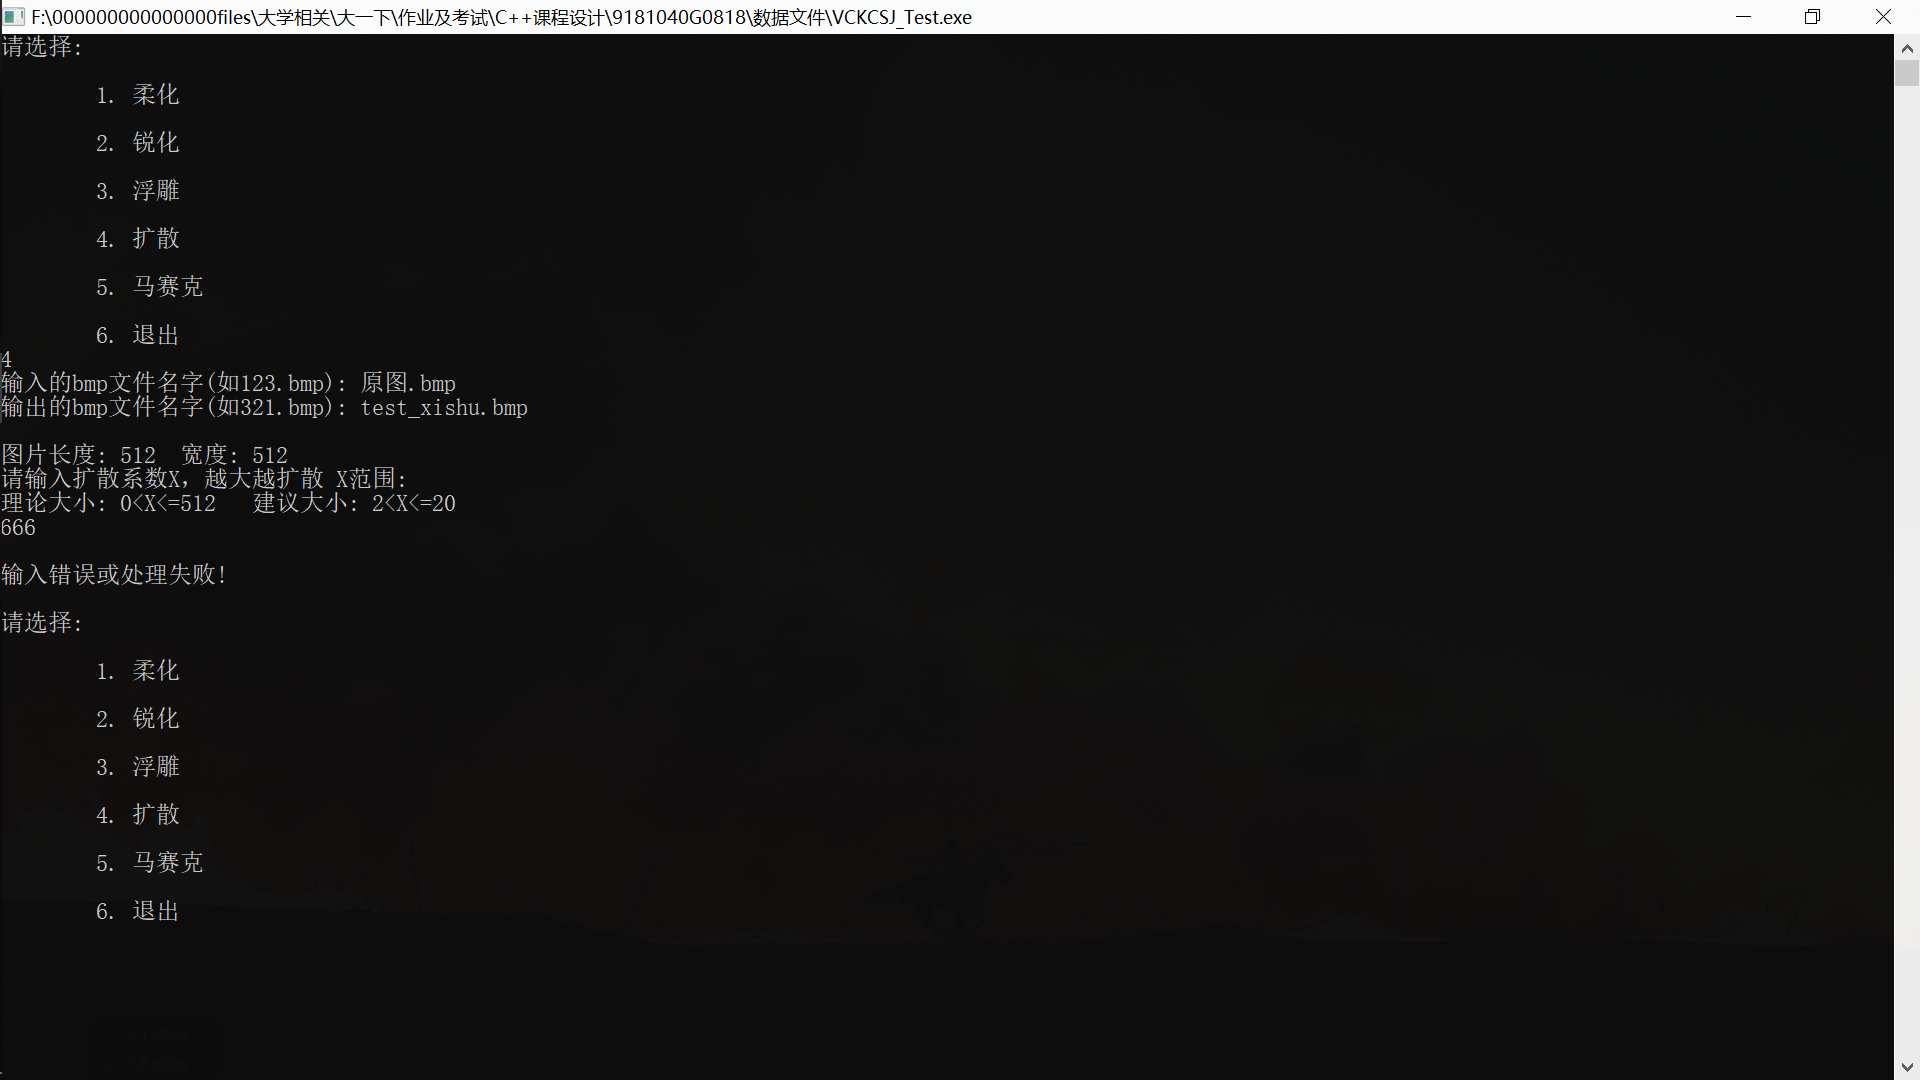 F:\000000000000000files\大学相关\大一下\作业及考试\C++课程设计\9181040G0818\数据文件\VCKCSJ_Test.exe
请选择:
1. 柔化
2. 锐化
3. 浮雕
4. 扩散
5. 马赛克
6. 退出
4
输入的bmp文件名字(如123.bmp): 原图.bmp
输出的bmp文件名字(如321.bmp): test_xishu.bmp
图片长度: 512  宽度: 512
请输入扩散系数X，越大越扩散 X范围:
理论大小: 0<X<=512   建议大小: 2<X<=20
666
输入错误或处理失败!
请选择:
1. 柔化
2. 锐化
3. 浮雕
4. 扩散
5. 马赛克
6. 退出